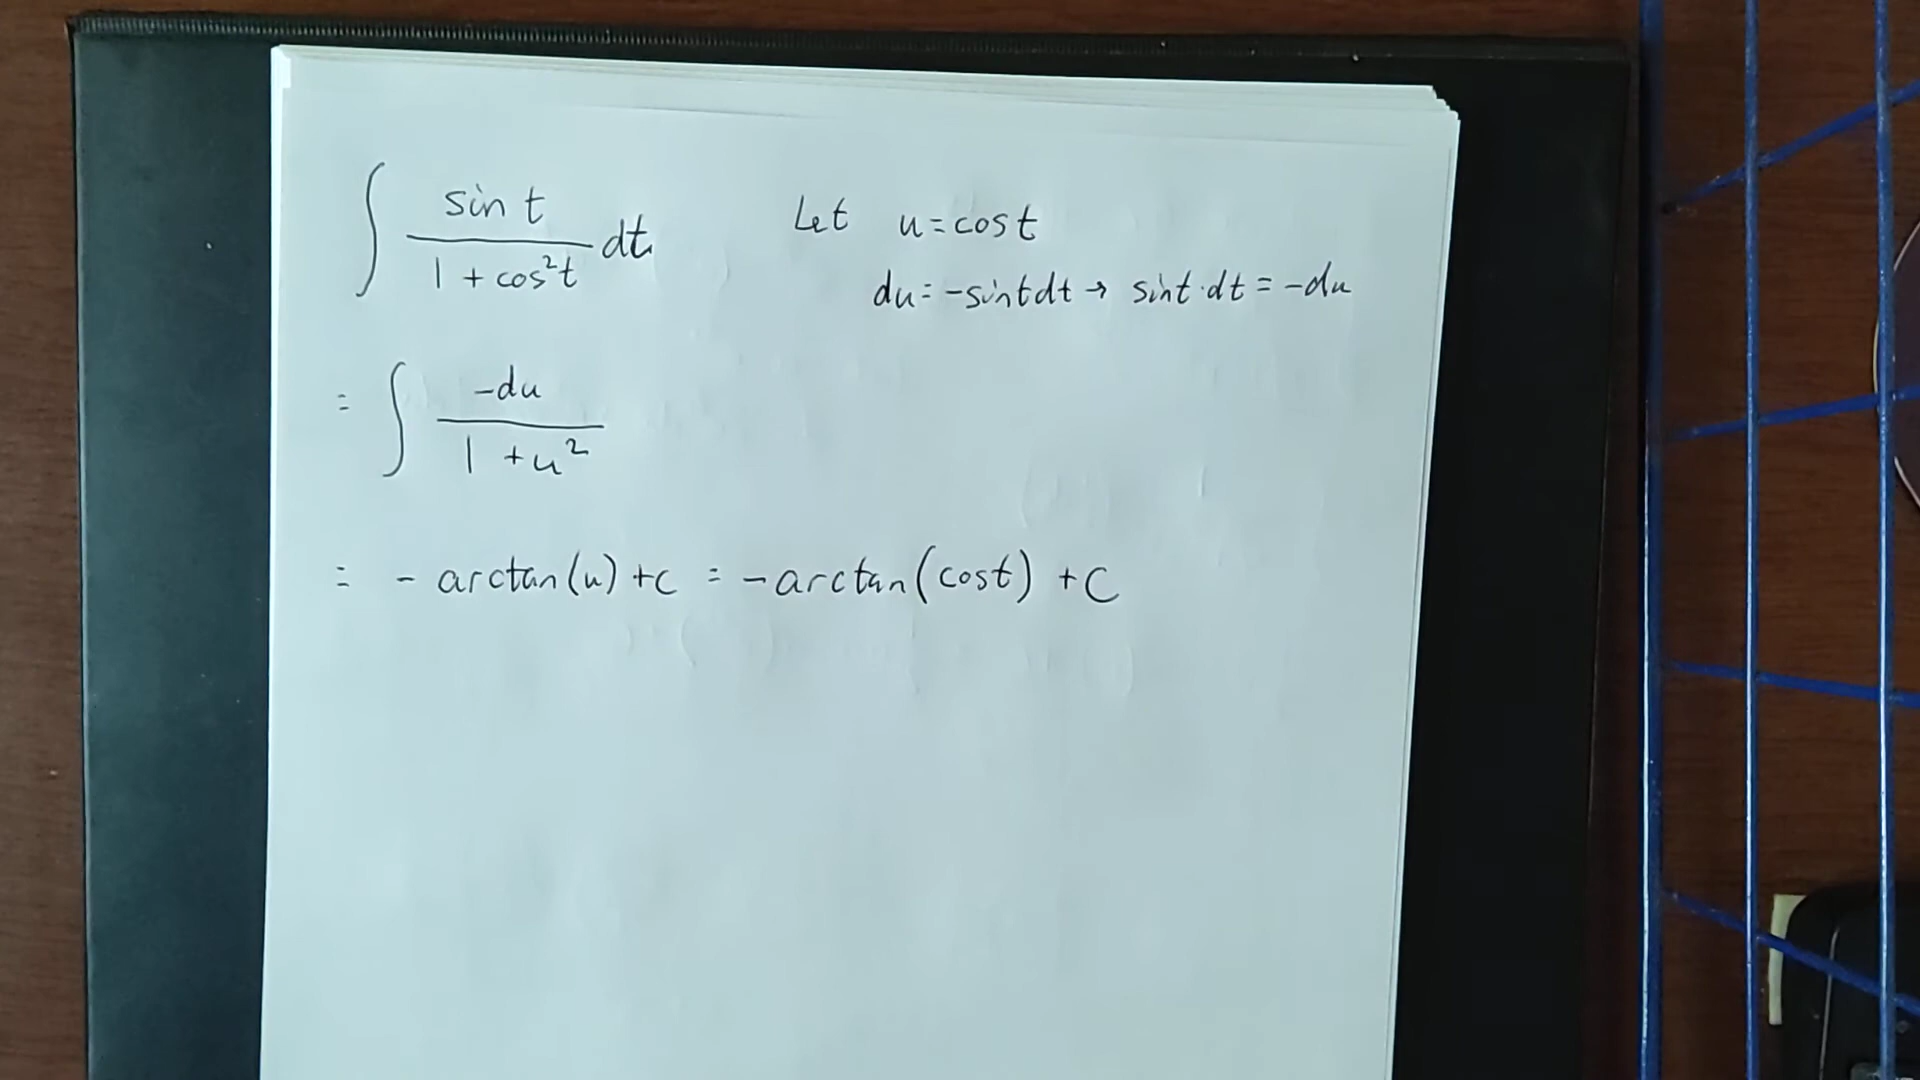 ∫ sin t / (1 + cos²t) dt    Let u = cos t
du = -sin t dt → sin t · dt = -du
= ∫ -du / (1 + u²)
= - arctan(u) + c = - arctan(cos t) + C